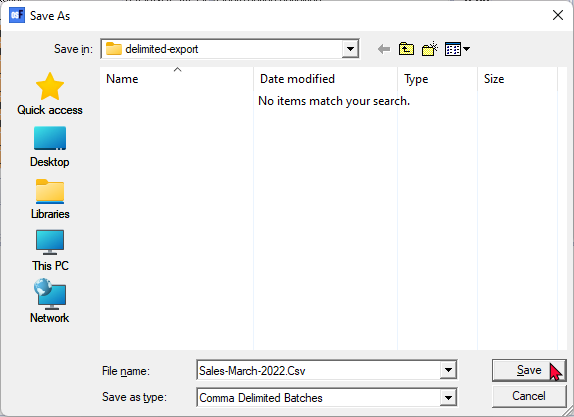 Save As
Save in:
delimited-export
Name
Date modified
Type
Size
No items match your search.
Quick access
Desktop
Libraries
This PC
Network
File name:
Sales-March-2022.Csv
Save
Save as type:
Comma Delimited Batches
Cancel